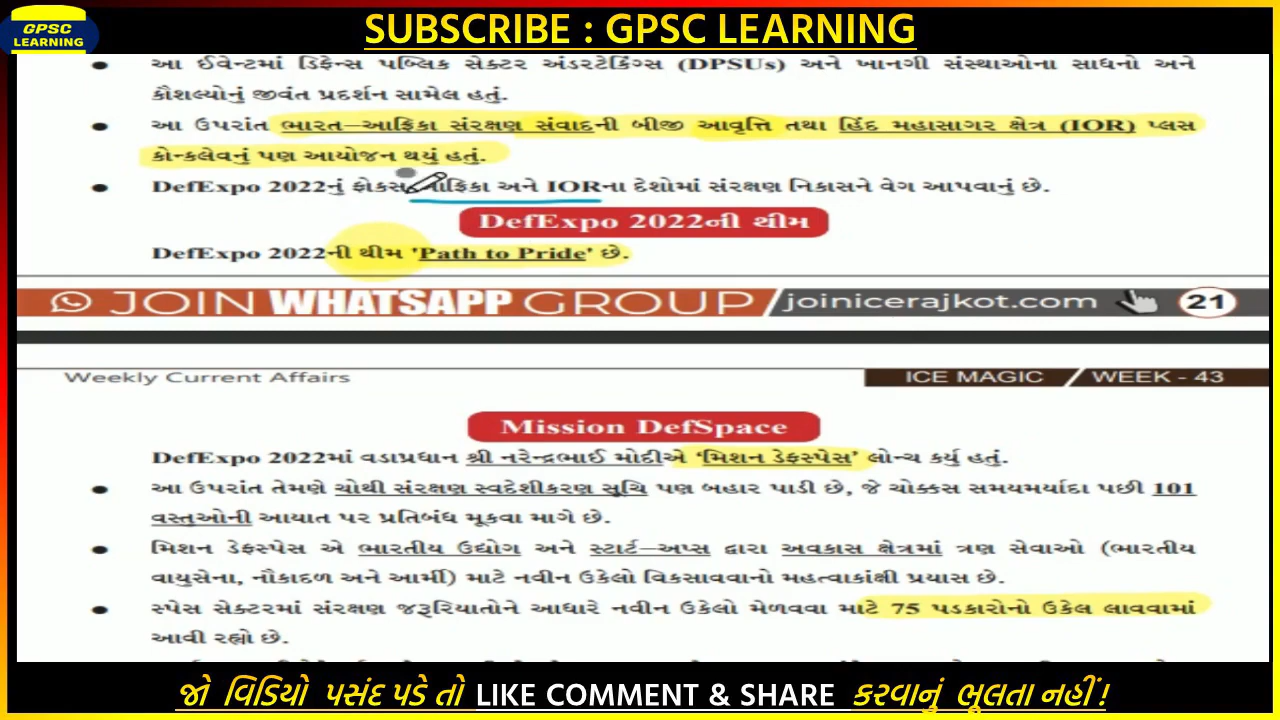 GPSC
LEARNING
SUBSCRIBE : GPSC LEARNING
આ ઈવેન્ટમાં ડિફેન્સ પબ્લિક સેક્ટર અંડરટેકિંગ્સ (DPSUs) અને ખાનગી સંસ્થાઓના સાધનો અને
કૌશલ્યોનું જીવંત પ્રદર્શન સામેલ હતું.
આ ઉપરાંત ભારત–આફ્રિકા સંરક્ષણ સંવાદની બીજી આવૃત્તિ તથા હિંદ મહાસાગર ક્ષેત્ર (IOR) પ્લસ
કોન્કલેવનું પણ આયોજન થયું હતું.
DefExpo 2022નું ફોકસ અને IORના દેશોમાં સંરક્ષણ નિકાસને વેગ આપવાનું છે.
DefExpo 2022ની થીમ
DefExpo 2022ની થીમ 'Path to Pride' છે.
JOIN WHATSAPP GROUP joinicerajkot.com 21
Weekly Current Affairs ICE MAGIC WEEK - 43
Mission DefSpace
DefExpo 2022માં વડાપ્રધાન શ્રી નરેન્દ્રભાઈ મોદીએ ‘મિશન ડેફસ્પેસ’ લોન્ચ કર્યુ હતું.
આ ઉપરાંત તેમણે ચોથી સંરક્ષણ સ્વદેશીકરણ સુચિ પણ બહાર પાડી છે, જે ચોક્કસ સમયમર્યાદા પછી 101
વસ્તુઓની આયાત પર પ્રતિબંધ મૂકવા માગે છે.
મિશન ડેફસ્પેસ એ ભારતીય ઉદ્યોગ અને સ્ટાર્ટ–અપ્સ દ્વારા અવકાસ ક્ષેત્રમાં ત્રણ સેવાઓ (ભારતીય
વાયુસેના, નૌકાદળ અને આર્મી) માટે નવીન ઉકેલો વિકસાવવાનો મહત્વાકાંક્ષી પ્રયાસ છે.
સ્પેસ સેક્ટરમાં સંરક્ષણ જરૂરિયાતોને આધારે નવીન ઉકેલો મેળવવા માટે 75 પડકારોનો ઉકેલ લાવવામાં
આવી રહ્યો છે.
જો વિડિયો પસંદ પડે તો LIKE COMMENT & SHARE કરવાનું ભૂલતા નહીં!